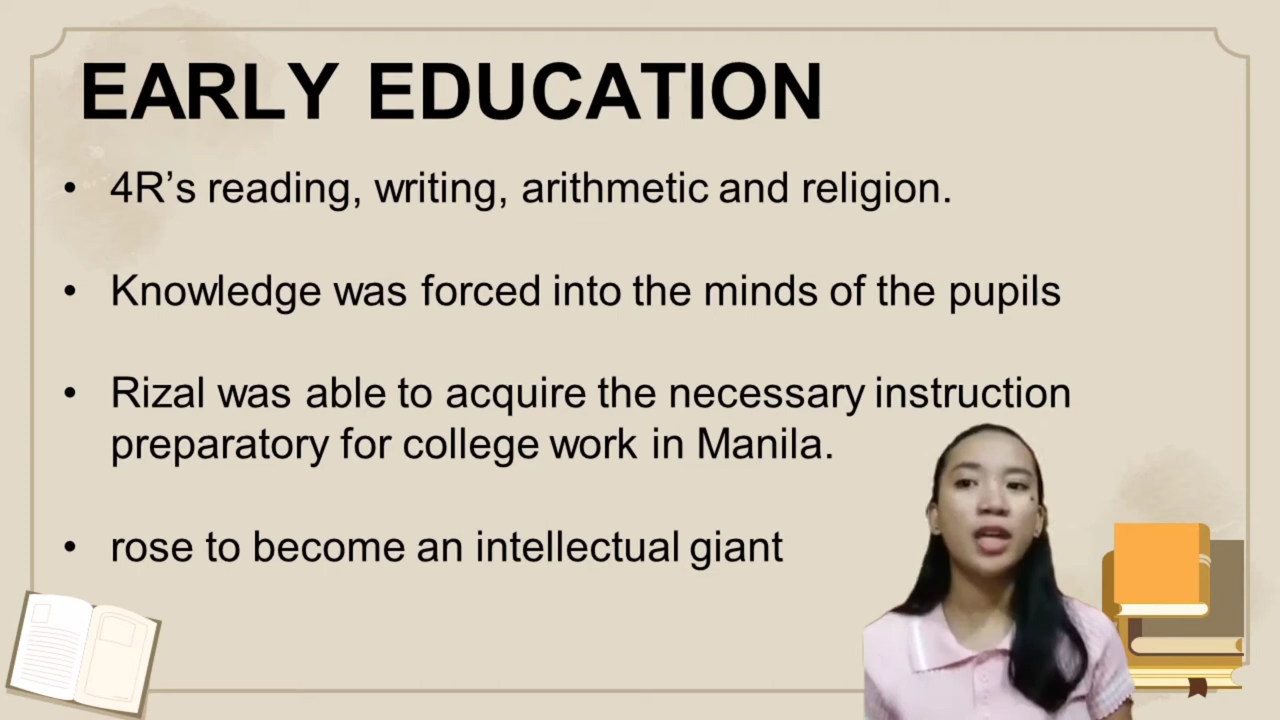 EARLY EDUCATION
• 4R’s reading, writing, arithmetic and religion.
• Knowledge was forced into the minds of the pupils
• Rizal was able to acquire the necessary instruction
preparatory for college work in Manila.
• rose to become an intellectual giant